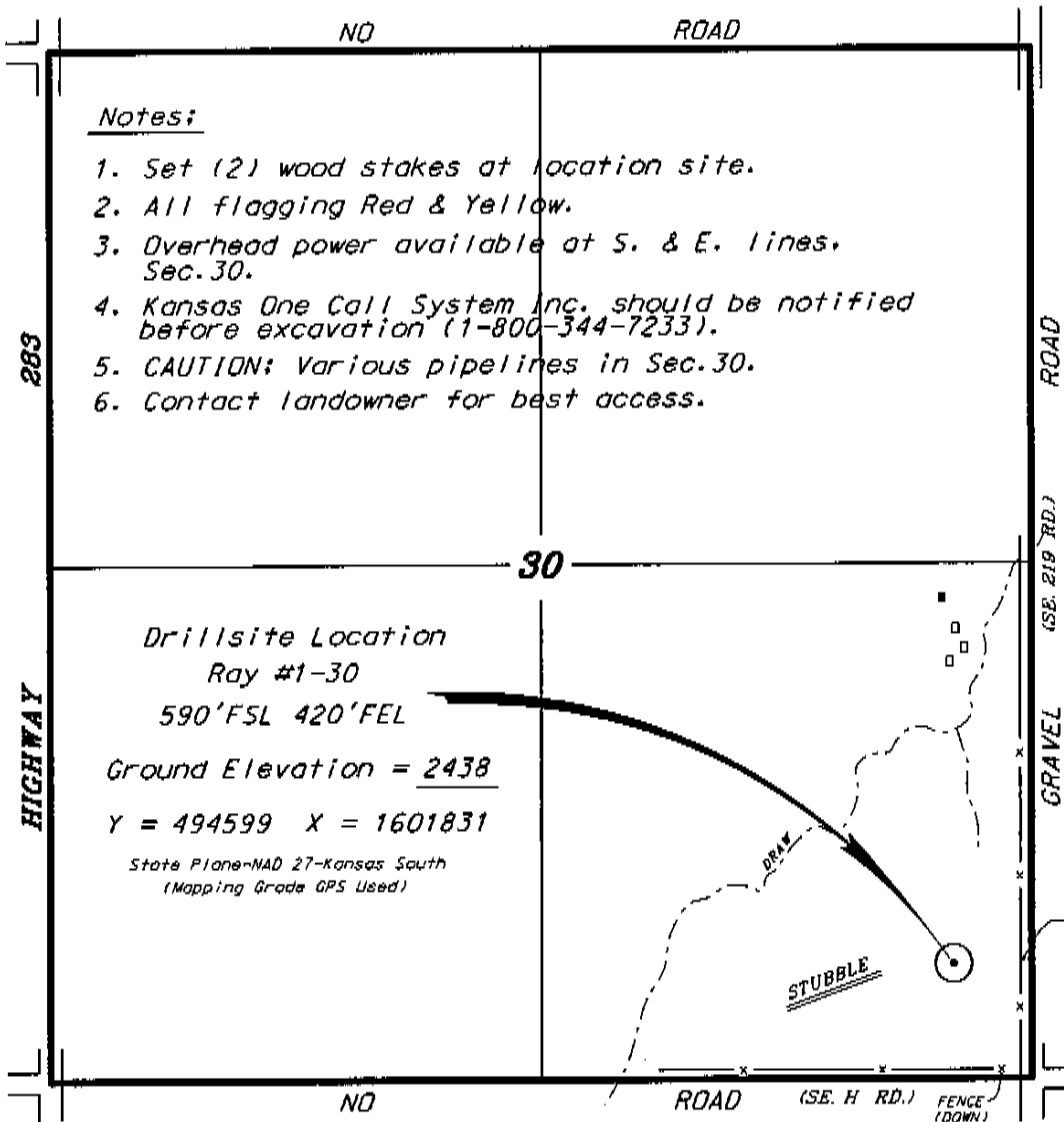 NO ROAD
Notes:
1. Set (2) wood stakes at location site.
2. All flagging Red & Yellow.
3. Overhead power available at S. & E. lines.
Sec. 30.
4. Kansas One Call System Inc. should be notified
before excavation (1-800-344-7233).
5. CAUTION: Various pipelines in Sec. 30.
6. Contact landowner for best access.
HIGHWAY 283
30
Drillsite Location
Ray #1-30
590'FSL 420'FEL
Ground Elevation = 2438
Y = 494599 X = 1601831
State Plane-NAD 27-Kansas South
(Mapping Grade GPS Used)
DRAW
STUBBLE
GRAVEL ROAD
(SE. 219 RD.)
NO ROAD (SE. H RD.)
FENCE
(DOWN)